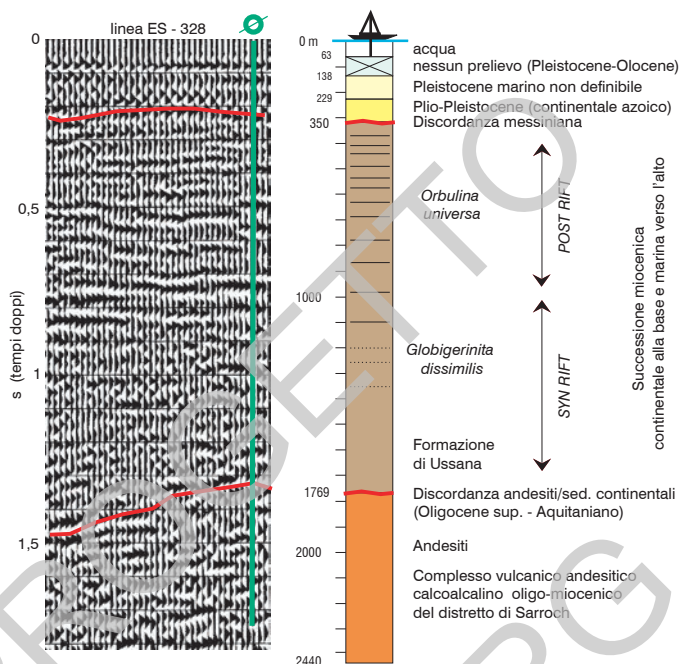 linea ES - 328
0
0,5
1
1,5
s (tempi doppi)
0 m
63
138
229
350
1000
1769
2000
2440
acqua
nessun prelievo (Pleistocene-Olocene)
Pleistocene marino non definibile
Plio-Pleistocene (continentale azoico)
Discordanza messiniana
Orbulina
universa
POST RIFT
Globigerinita
dissimilis
SYN RIFT
Successione miocenica
continentale alla base e marina verso l'alto
Formazione
di Ussana
Discordanza andesiti/sed. continentali
(Oligocene sup. - Aquitaniano)
Andesiti
Complesso vulcanico andesitico
calcoalcalino oligo-miocenico
del distretto di Sarroch